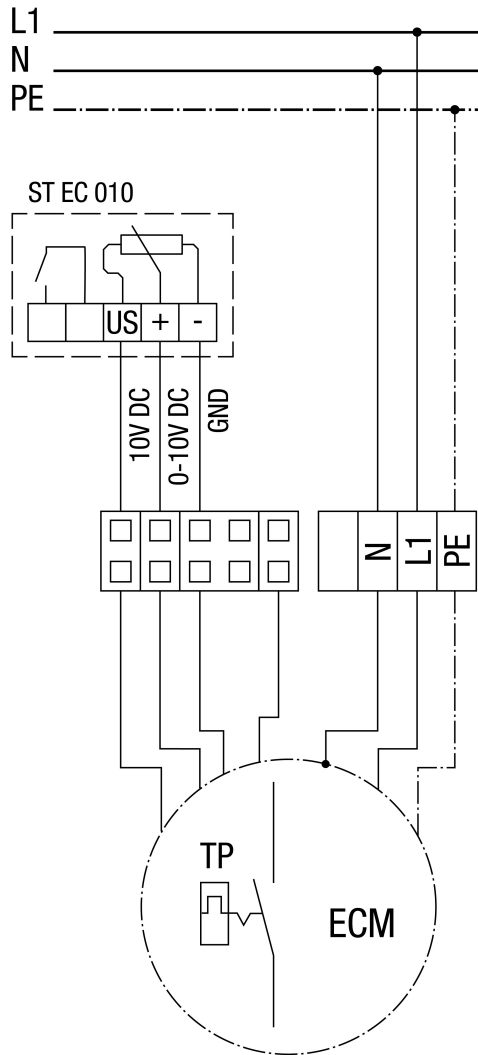 L1
N
PE
ST EC 010
US + -
10V DC
0-10V DC
GND
N L1 PE
TP
ECM